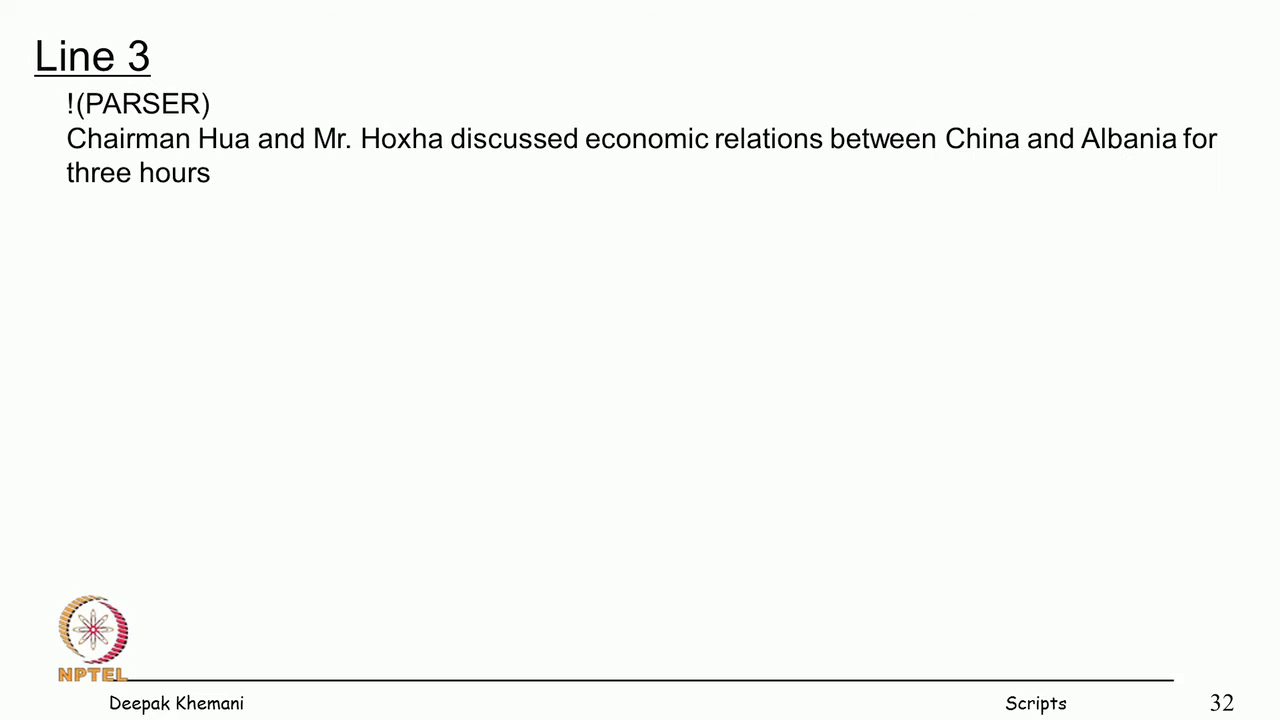 Line 3
!(PARSER)
Chairman Hua and Mr. Hoxha discussed economic relations between China and Albania for
three hours
NPTEL
Deepak Khemani
Scripts
32